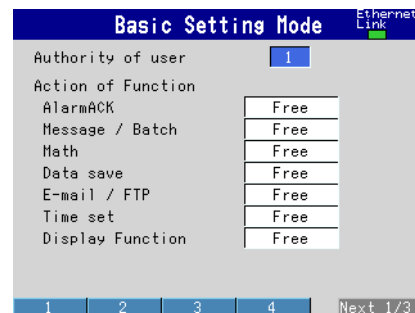 Basic Setting Mode
Ethernet
Link
Authority of user 1
Action of Function
AlarmACK Free
Message / Batch Free
Math Free
Data save Free
E-mail / FTP Free
Time set Free
Display Function Free
1 2 3 4 Next 1/3